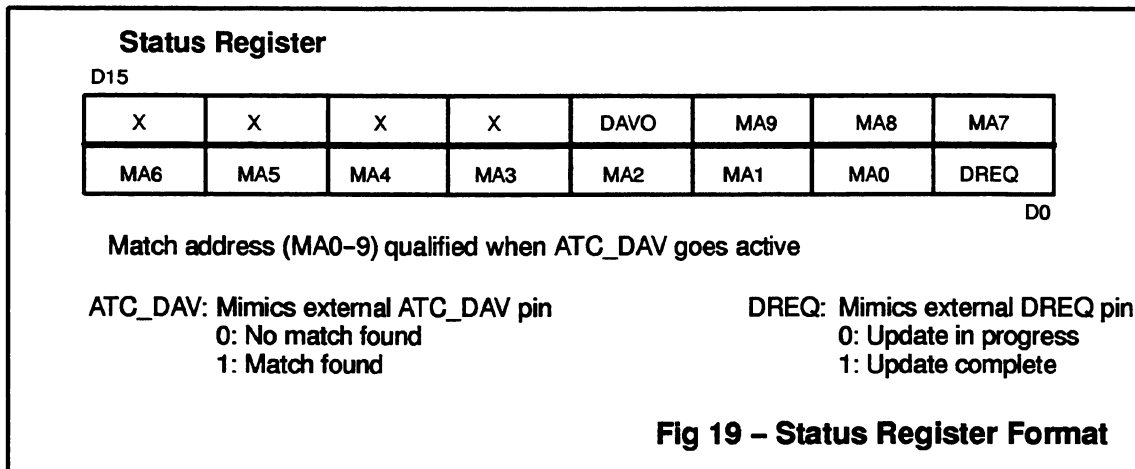 Status Register
D15
X X X X DAVO MA9 MA8 MA7
MA6 MA5 MA4 MA3 MA2 MA1 MA0 DREQ
D0
Match address (MA0–9) qualified when ATC_DAV goes active
ATC_DAV: Mimics external ATC_DAV pin DREQ: Mimics external DREQ pin
0: No match found 0: Update in progress
1: Match found 1: Update complete
Fig 19 – Status Register Format